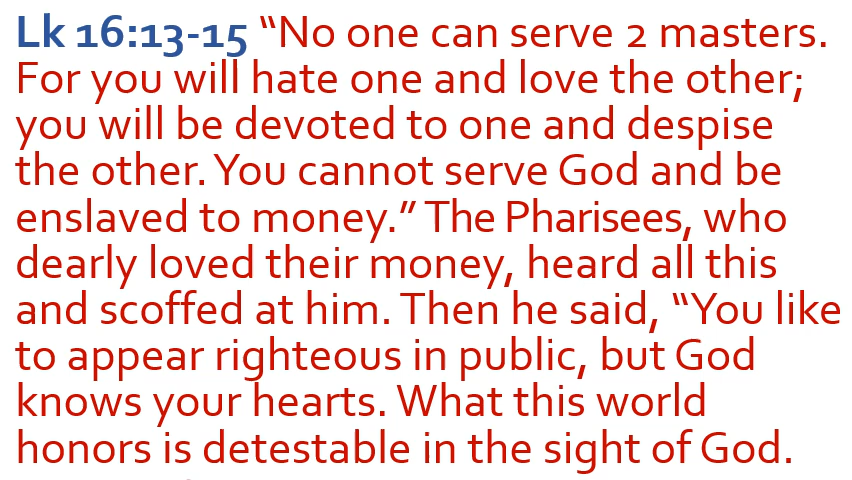 Lk 16:13-15 “No one can serve 2 masters.
For you will hate one and love the other;
you will be devoted to one and despise
the other. You cannot serve God and be
enslaved to money.” The Pharisees, who
dearly loved their money, heard all this
and scoffed at him. Then he said, “You like
to appear righteous in public, but God
knows your hearts. What this world
honors is detestable in the sight of God.